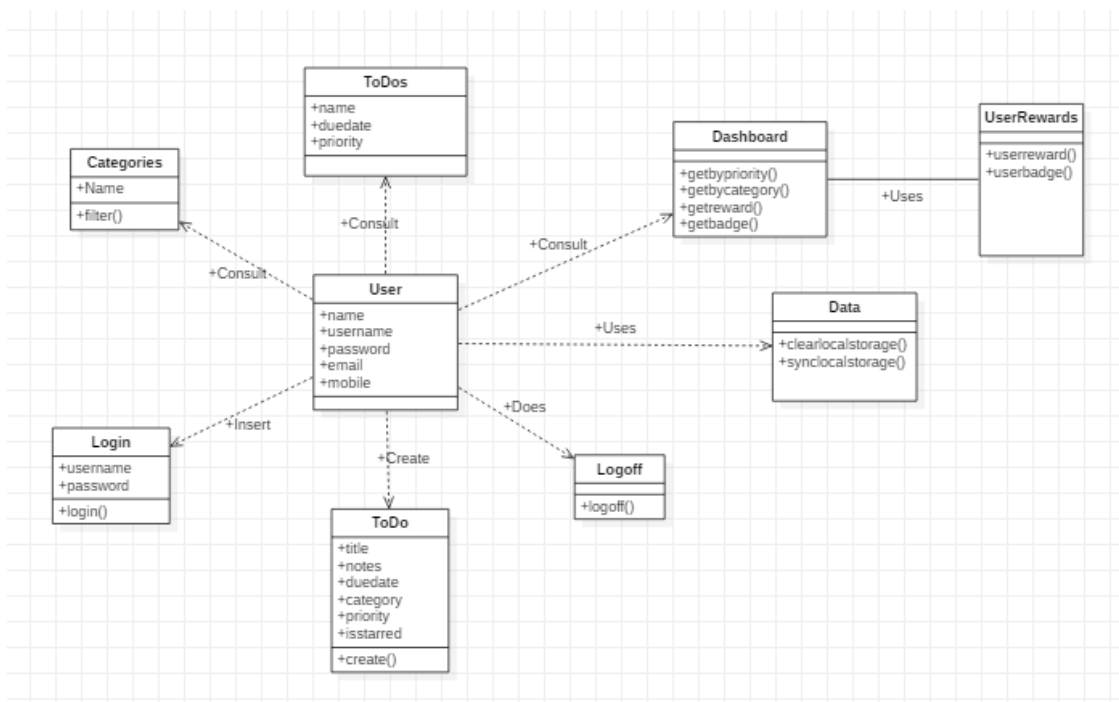 ToDos
+name
+duedate
+priority
Categories
+Name
+filter()
Dashboard
+getbypriority()
+getbycategory()
+getreward()
+getbadge()
UserRewards
+userreward()
+userbadge()
+Uses
+Consult
+Consult
+Consult
User
+name
+username
+password
+email
+mobile
+Uses
Data
+clearlocalstorage()
+synclocalstorage()
+Insert
+Does
+Create
Login
+username
+password
+login()
Logoff
+logoff()
ToDo
+title
+notes
+duedate
+category
+priority
+isstarred
+create()